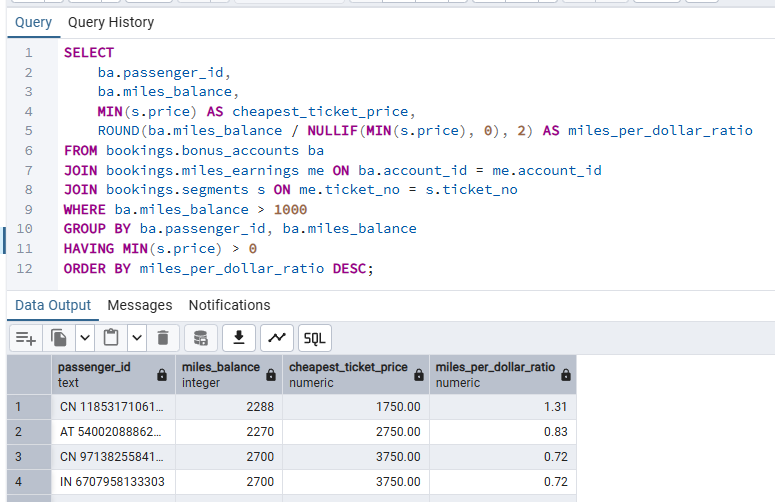 Query Query History
1 SELECT
2 ba.passenger_id,
3 ba.miles_balance,
4 MIN(s.price) AS cheapest_ticket_price,
5 ROUND(ba.miles_balance / NULLIF(MIN(s.price), 0), 2) AS miles_per_dollar_ratio
6 FROM bookings.bonus_accounts ba
7 JOIN bookings.miles_earnings me ON ba.account_id = me.account_id
8 JOIN bookings.segments s ON me.ticket_no = s.ticket_no
9 WHERE ba.miles_balance > 1000
10 GROUP BY ba.passenger_id, ba.miles_balance
11 HAVING MIN(s.price) > 0
12 ORDER BY miles_per_dollar_ratio DESC;
Data Output Messages Notifications
SQL
passenger_id miles_balance cheapest_ticket_price miles_per_dollar_ratio
text integer numeric numeric
1 CN 11853171061... 2288 1750.00 1.31
2 AT 54002088862... 2270 2750.00 0.83
3 CN 97138255841... 2700 3750.00 0.72
4 IN 6707958133303 2700 3750.00 0.72